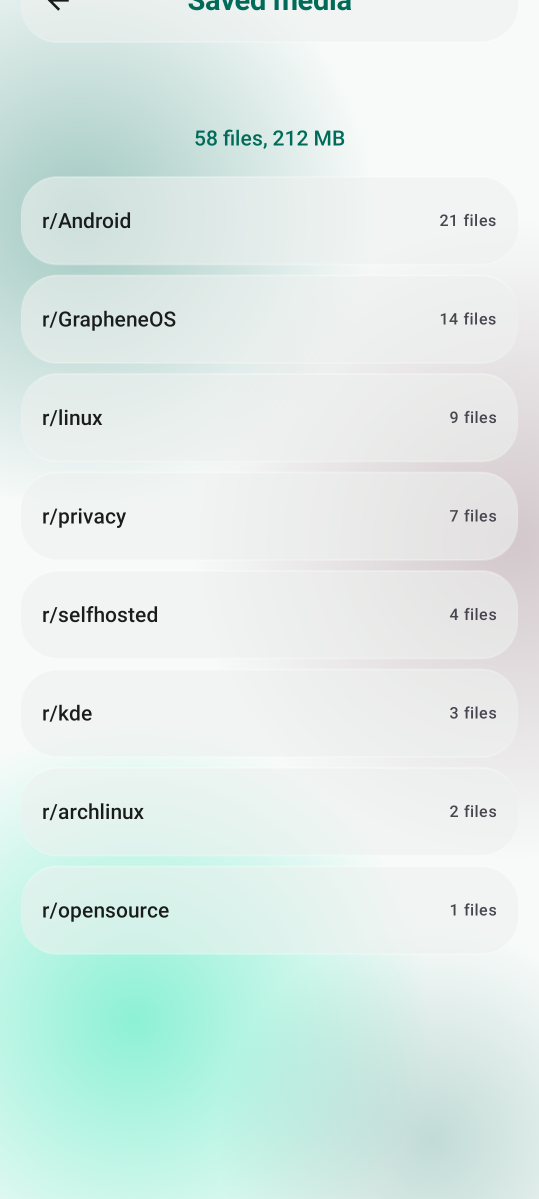 Saved media
58 files, 212 MB
r/Android 21 files
r/GrapheneOS 14 files
r/linux 9 files
r/privacy 7 files
r/selfhosted 4 files
r/kde 3 files
r/archlinux 2 files
r/opensource 1 files